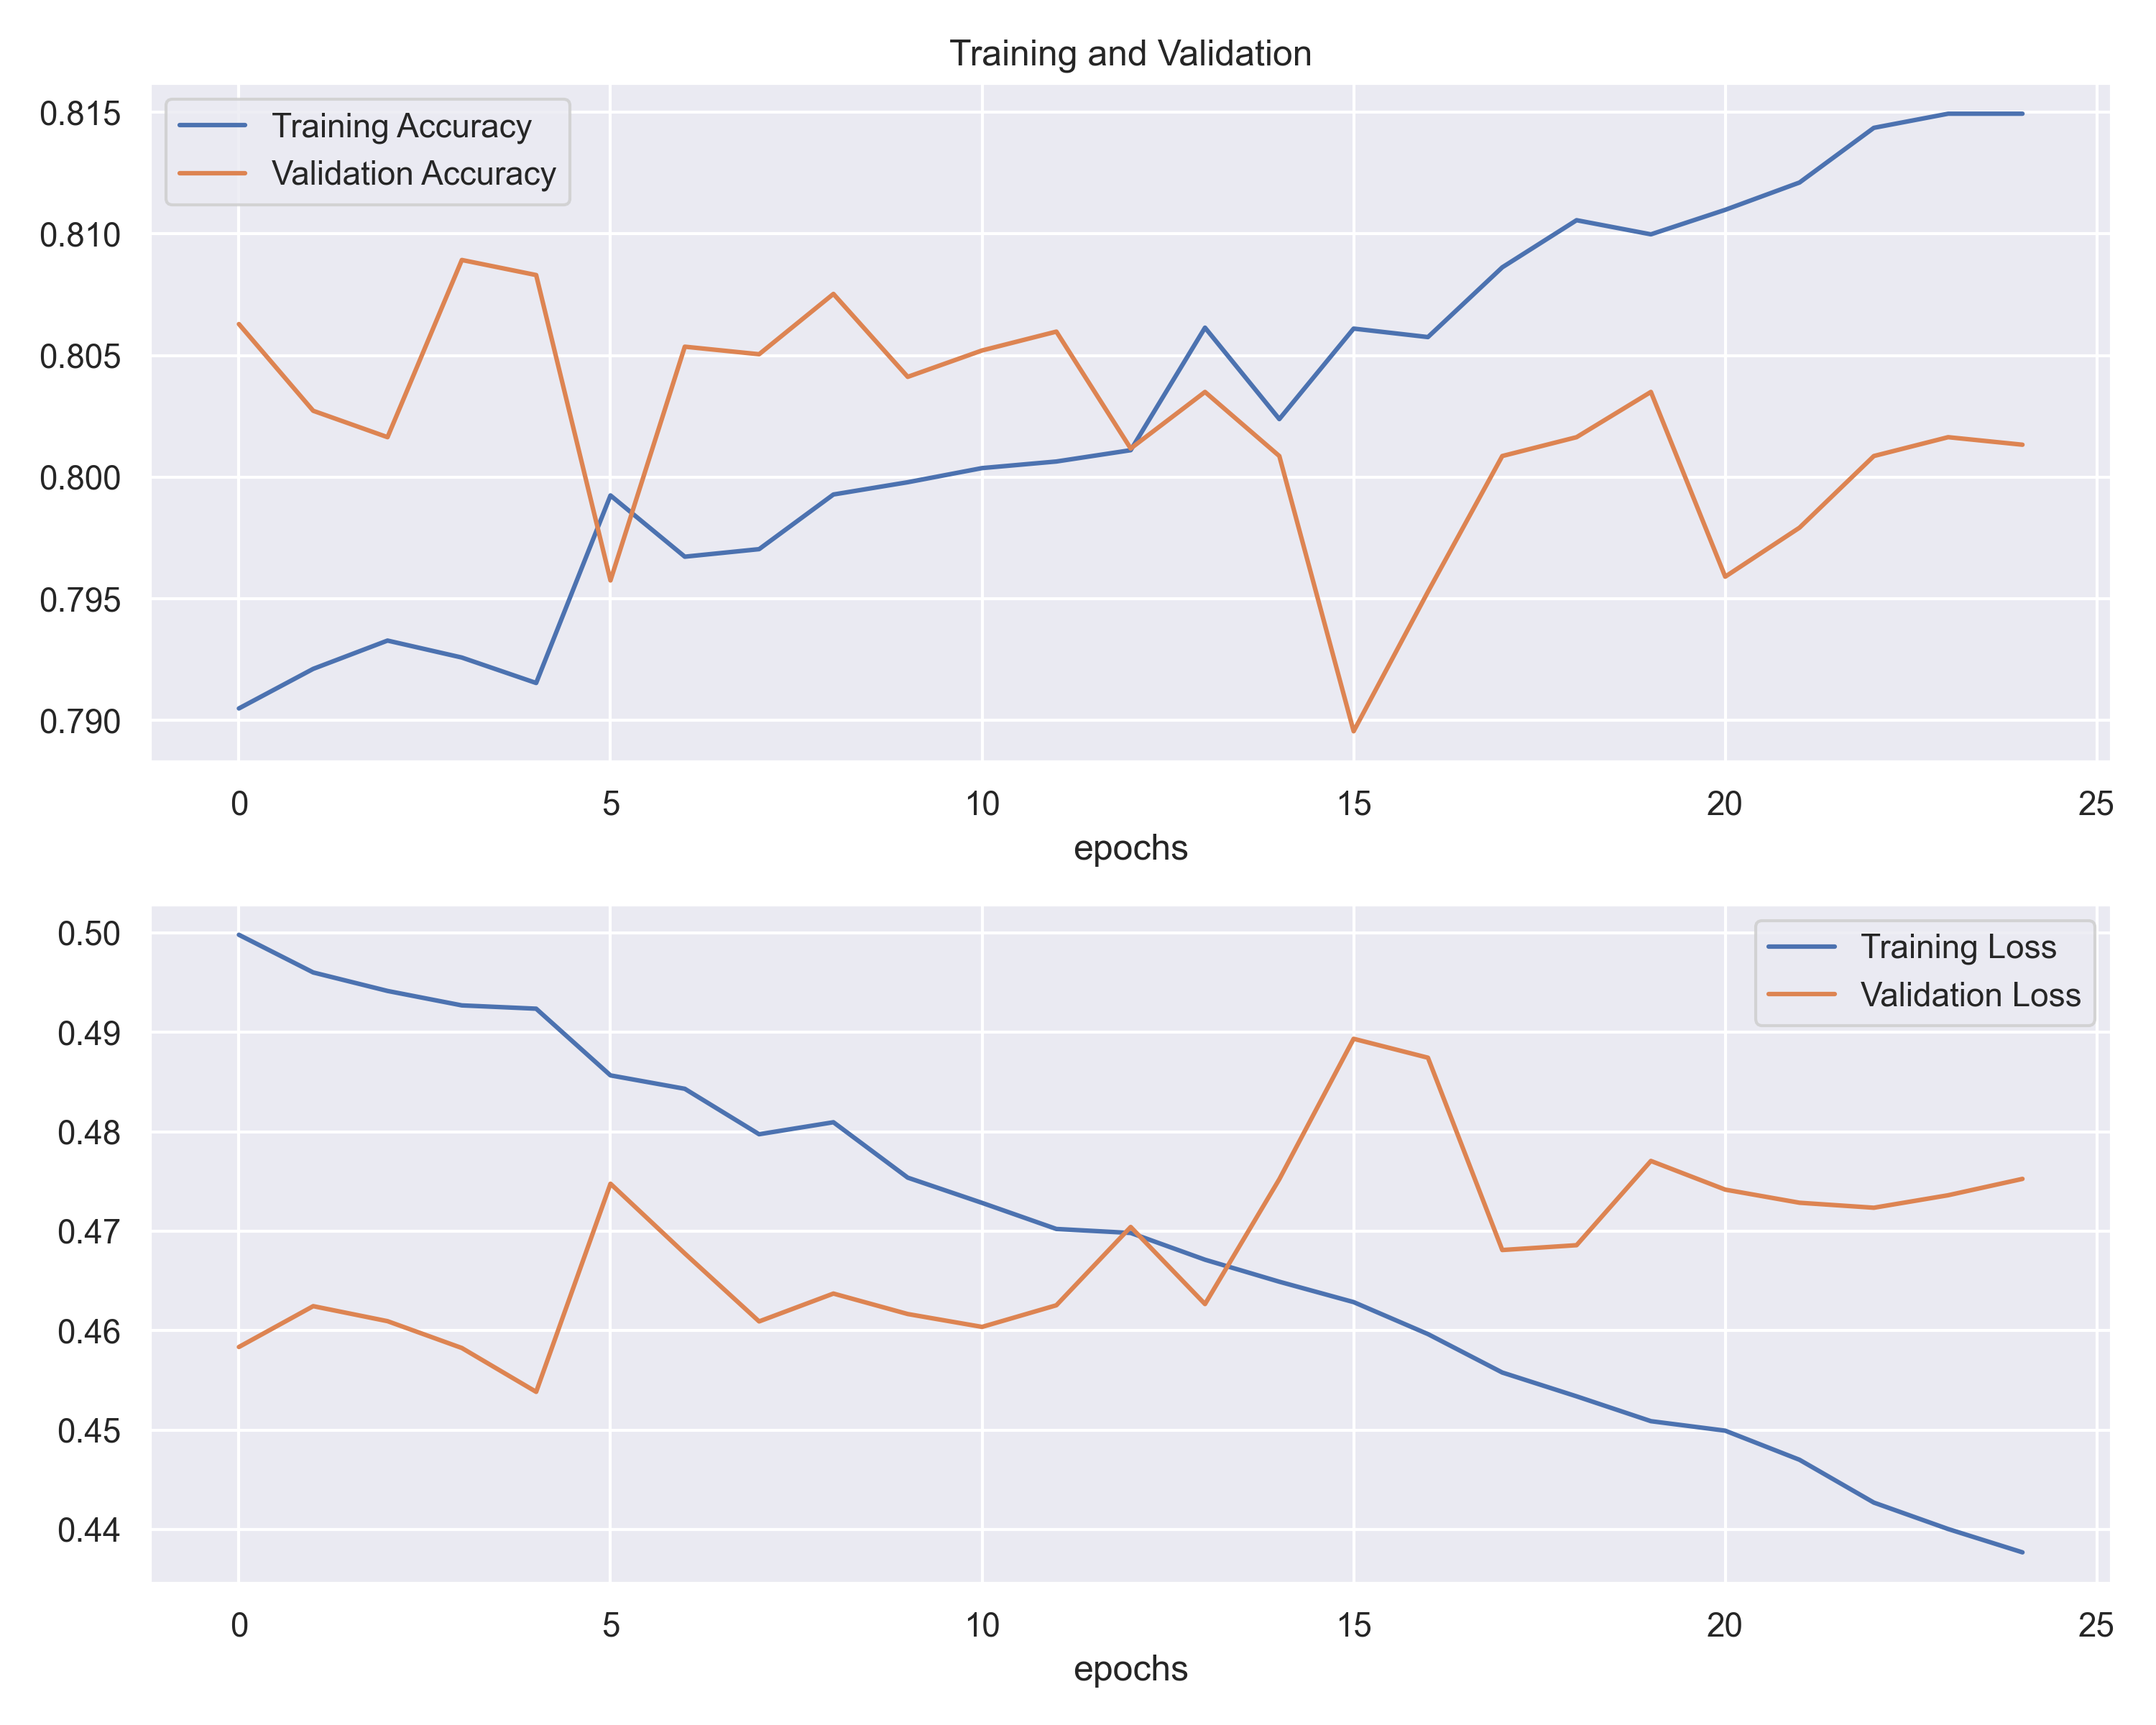 Training and Validation
0.815
0.810
0.805
0.800
0.795
0.790
Training Accuracy
Validation Accuracy
0 5 10 15 20 25
epochs
0.50
0.49
0.48
0.47
0.46
0.45
0.44
Training Loss
Validation Loss
0 5 10 15 20 25
epochs